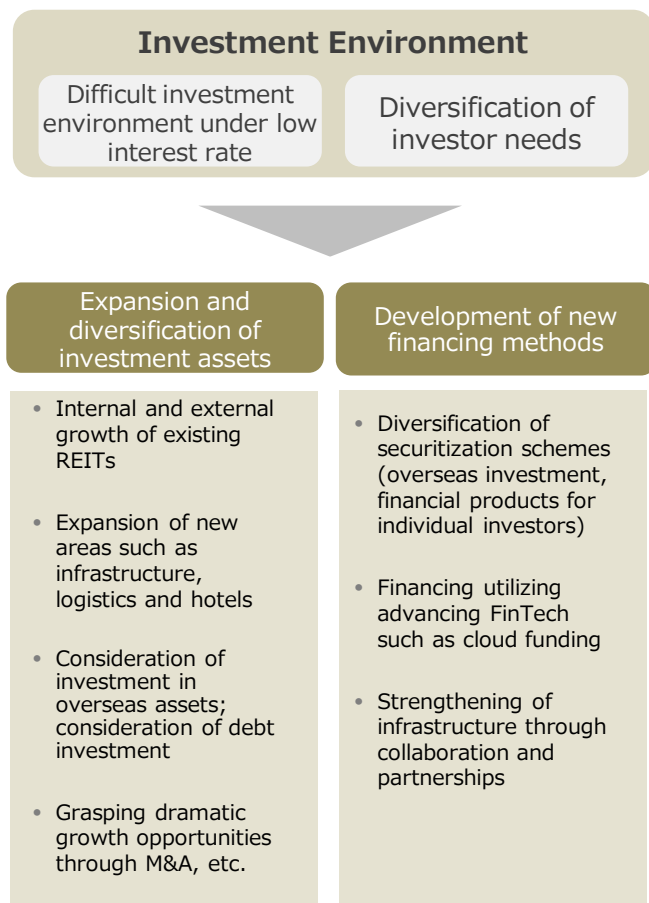 Investment Environment
Difficult investment
environment under low
interest rate
Diversification of
investor needs
Expansion and
diversification of
investment assets
• Internal and external
growth of existing
REITs
• Expansion of new
areas such as
infrastructure,
logistics and hotels
• Consideration of
investment in
overseas assets;
consideration of debt
investment
• Grasping dramatic
growth opportunities
through M&A, etc.
Development of new
financing methods
• Diversification of
securitization schemes
(overseas investment,
financial products for
individual investors)
• Financing utilizing
advancing FinTech
such as cloud funding
• Strengthening of
infrastructure through
collaboration and
partnerships